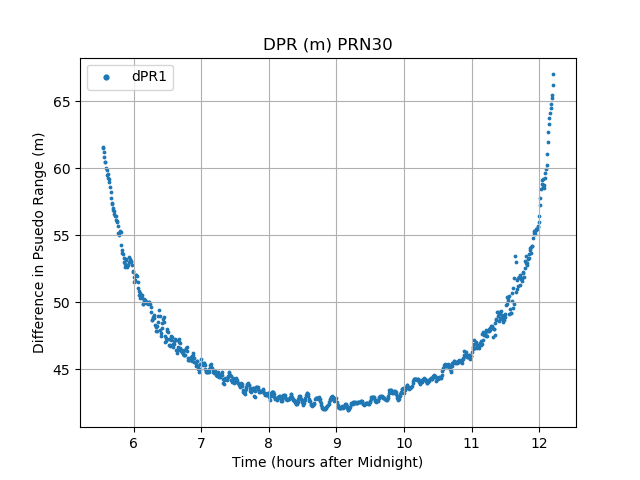 DPR (m) PRN30
dPR1
Difference in Psuedo Range (m)
65
60
55
50
45
6 7 8 9 10 11 12
Time (hours after Midnight)